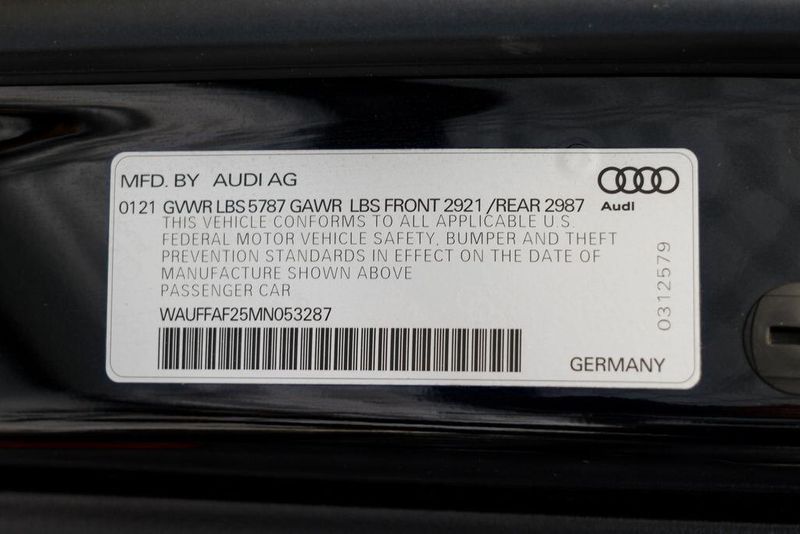 MFD. BY AUDI AG
Audi
0121 GVWR LBS 5787 GAWR LBS FRONT 2921 /REAR 2987
THIS VEHICLE CONFORMS TO ALL APPLICABLE U.S.
FEDERAL MOTOR VEHICLE SAFETY, BUMPER AND THEFT
PREVENTION STANDARDS IN EFFECT ON THE DATE OF
MANUFACTURE SHOWN ABOVE
PASSENGER CAR
WAUFFAF25MN053287
GERMANY
0312579